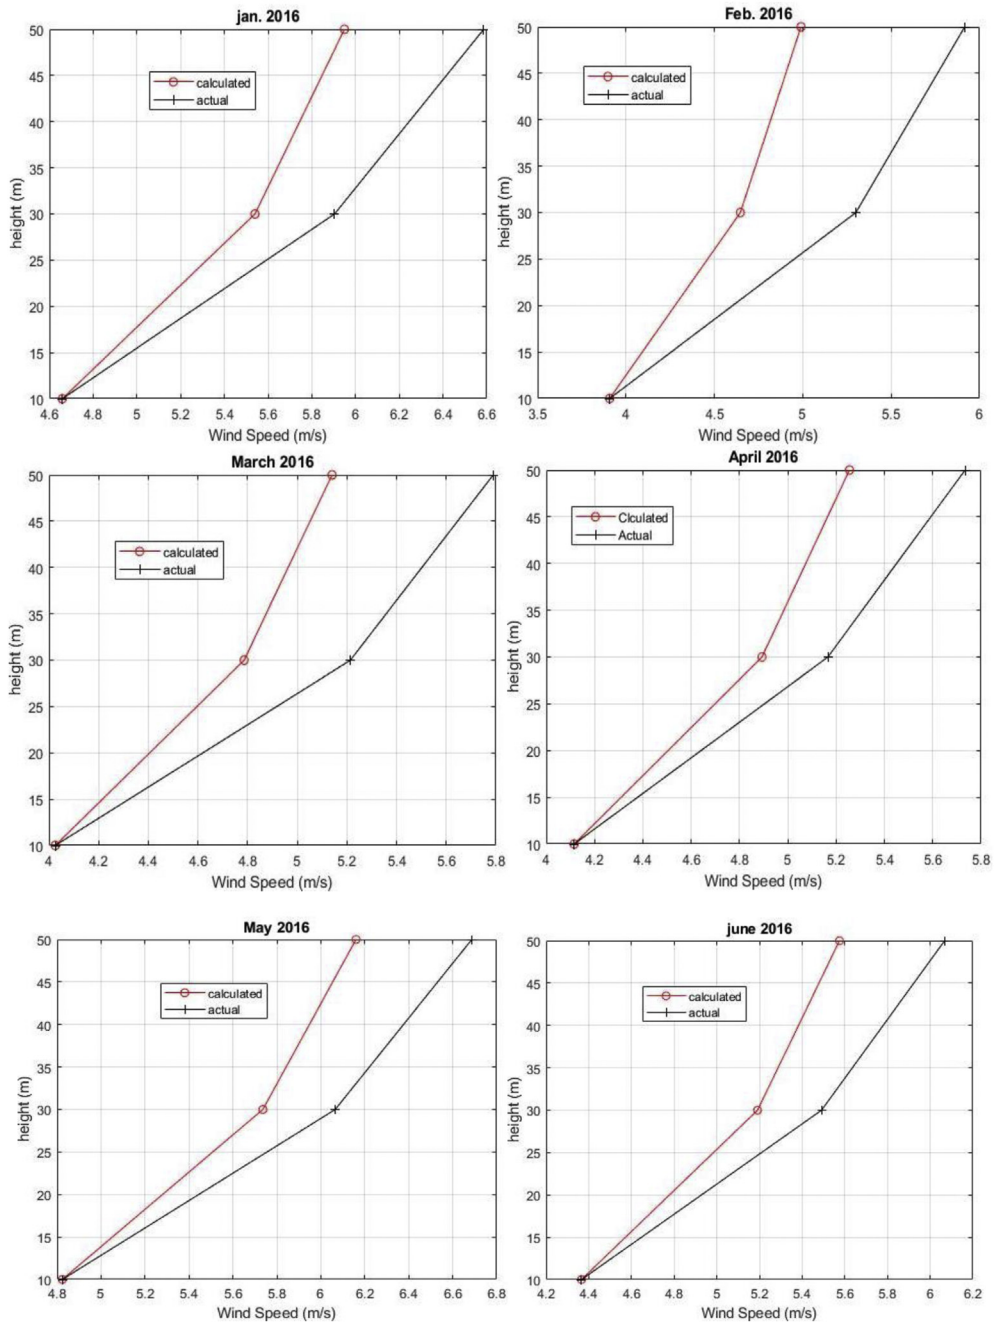 jan. 2016
calculated
actual
height (m)
50
45
40
35
30
25
20
15
10
4.6 4.8 5 5.2 5.4 5.6 5.8 6 6.2 6.4 6.6
Wind Speed (m/s)
Feb. 2016
calculated
actual
height (m)
50
45
40
35
30
25
20
15
10
3.5 4 4.5 5 5.5 6
Wind Speed (m/s)
March 2016
calculated
actual
height (m)
50
45
40
35
30
25
20
15
10
4 4.2 4.4 4.6 4.8 5 5.2 5.4 5.6 5.8
Wind Speed (m/s)
April 2016
Clculated
Actual
height (m)
50
45
40
35
30
25
20
15
10
4 4.2 4.4 4.6 4.8 5 5.2 5.4 5.6 5.8
Wind Speed (m/s)
May 2016
calculated
actual
height (m)
50
45
40
35
30
25
20
15
10
4.8 5 5.2 5.4 5.6 5.8 6 6.2 6.4 6.6 6.8
Wind Speed (m/s)
june 2016
calculated
actual
height (m)
50
45
40
35
30
25
20
15
10
4.2 4.4 4.6 4.8 5 5.2 5.4 5.6 5.8 6 6.2
Wind Speed (m/s)